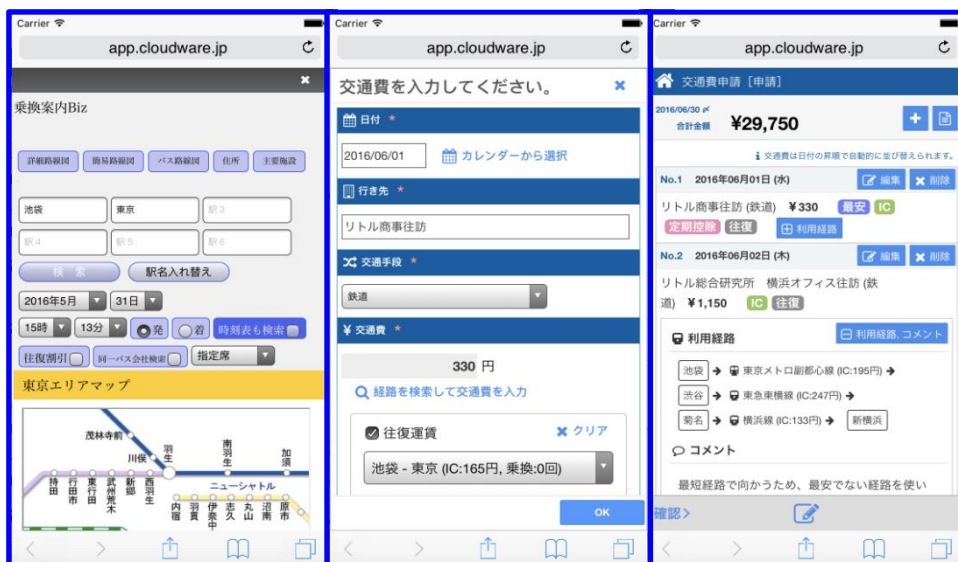 Carrier
app.cloudware.jp
×
乗換案内Biz
詳細路線図 簡易路線図 バス路線図 住所 主要施設
池袋 東京 駅3
駅4 駅5 駅6
検 索 駅名入れ替え
2016年5月 31日
15時 13分 発 着 時刻表も検索
往復割引 同一バス会社検索 指定席
東京エリアマップ
茂林寺前
川俣
羽生
南羽生
加須
持田
行田市
東行田
武州荒木
新郷
西羽生
ニューシャトル
内宿
羽貫
伊奈中
志久
丸山
沼南
原市
Carrier
app.cloudware.jp
交通費を入力してください。 ×
日付 *
2016/06/01 カレンダーから選択
行き先 *
リトル商事往訪
交通手段 *
鉄道
¥ 交通費 *
330 円
経路を検索して交通費を入力
往復運賃 × クリア
池袋 - 東京 (IC:165円, 乗換:0回)
OK
Carrier
app.cloudware.jp
交通費申請 [申請]
2016/06/30 〆
合計金額 ¥29,750
交通費は日付の昇順で自動的に並び替えられます。
No.1 2016年06月01日 (水) 編集 × 削除
リトル商事往訪 (鉄道) ¥330 最安 IC
定期控除 往復 利用経路
No.2 2016年06月02日 (木) 編集 × 削除
リトル総合研究所 横浜オフィス往訪 (鉄
道) ¥1,150 IC 往復
利用経路 利用経路, コメント
池袋 → 東京メトロ副都心線 (IC:195円) →
渋谷 → 東急東横線 (IC:247円) →
菊名 → 横浜線 (IC:133円) → 新横浜
コメント
最短経路で向かうため、最安でない経路を使い
確認>